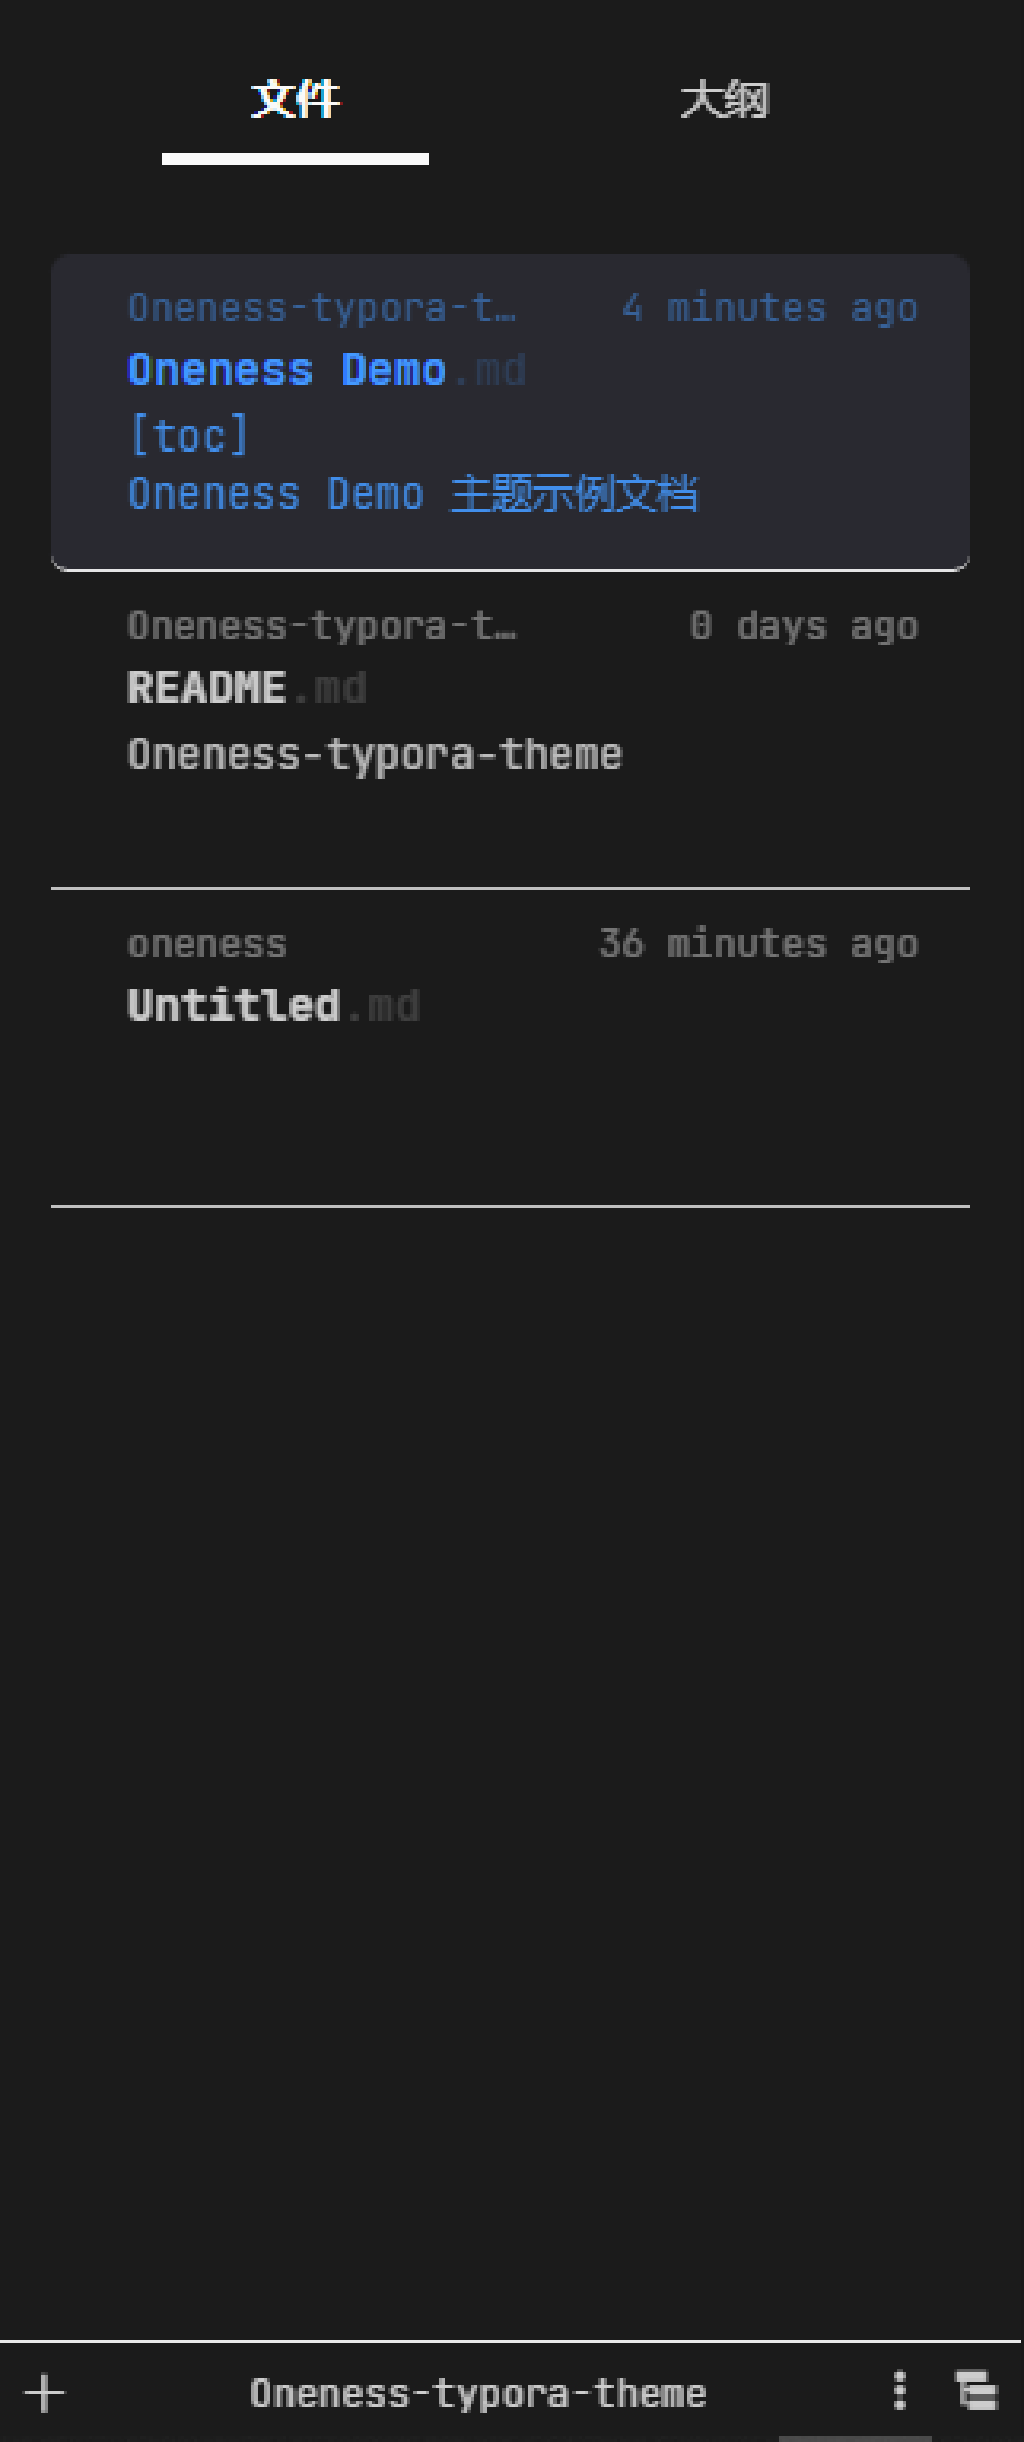 文件 大纲
Oneness-typora-t… 4 minutes ago
Oneness Demo.md
[toc]
Oneness Demo 主题示例文档
Oneness-typora-t… 0 days ago
README.md
Oneness-typora-theme
oneness 36 minutes ago
Untitled.md
Oneness-typora-theme